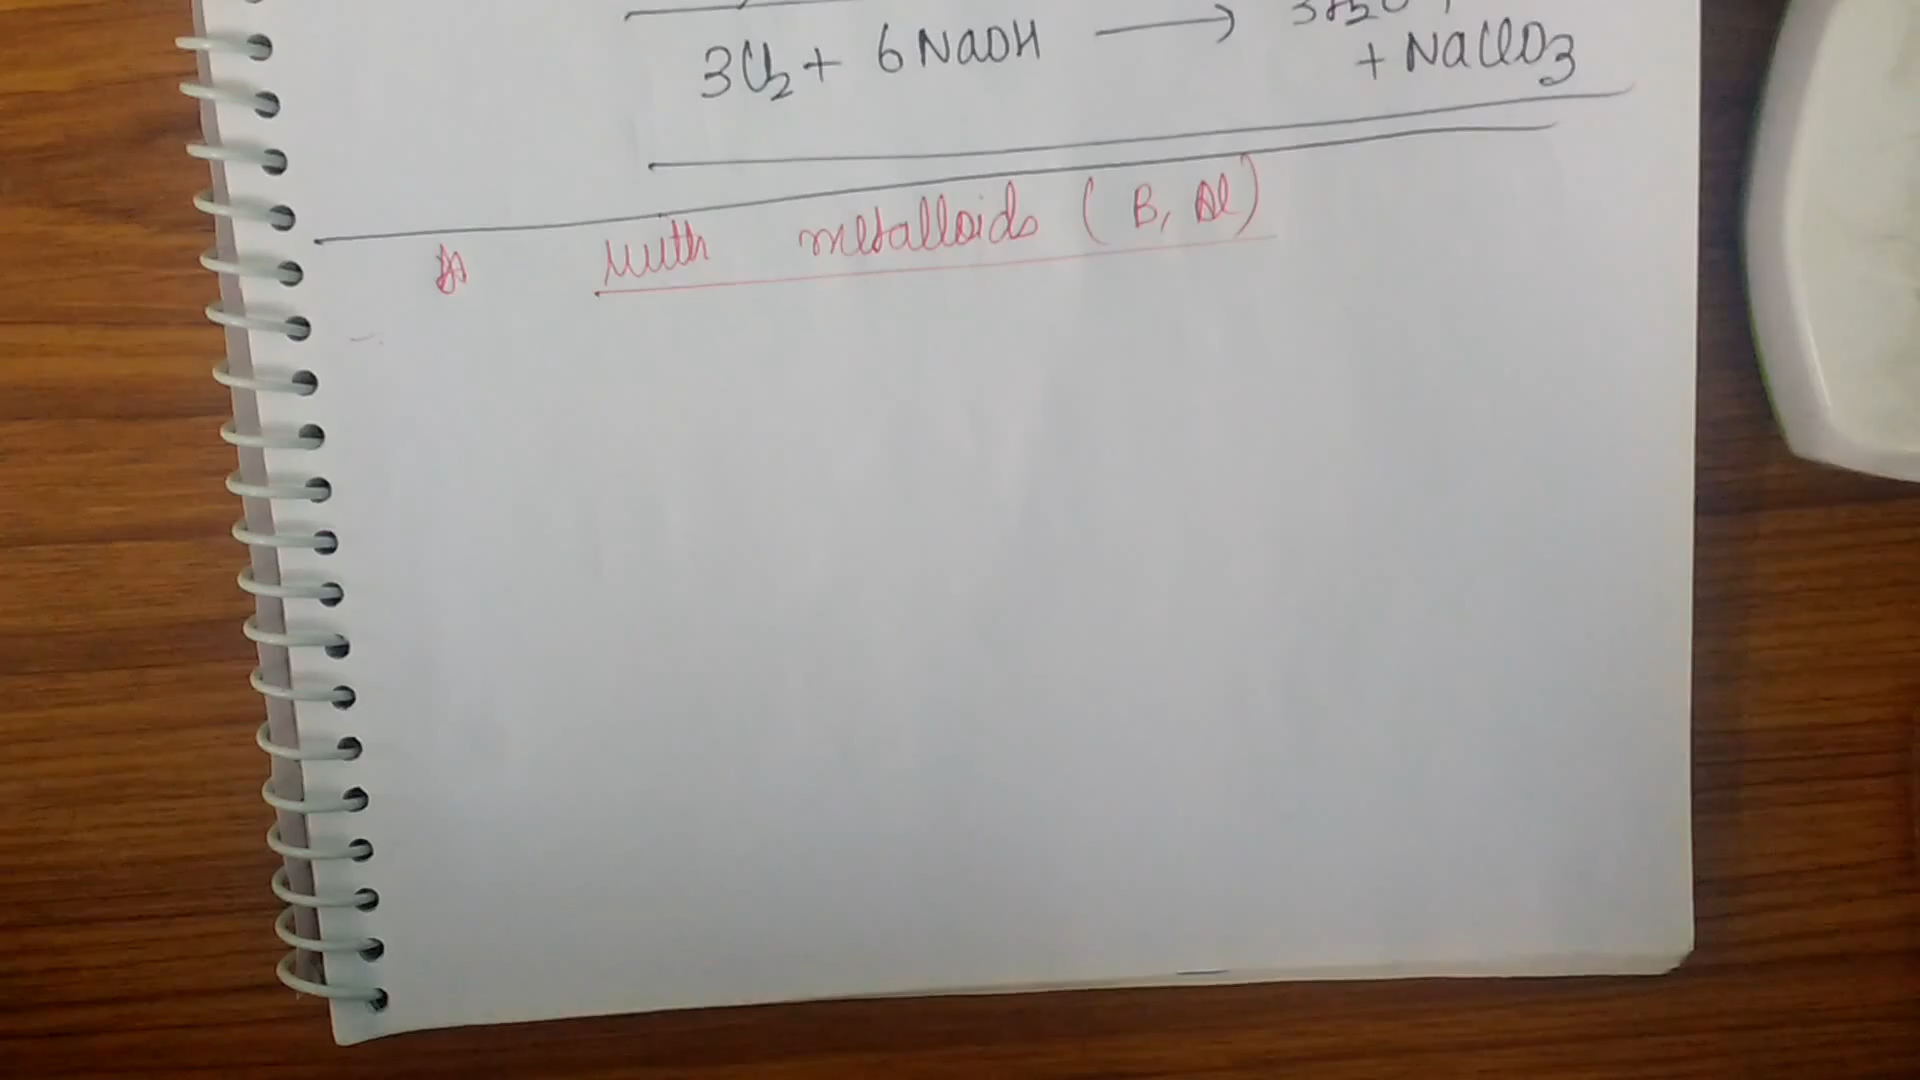 3Cl₂ + 6NaOH ⟶
+ NaClO₃
With metalloids (B, Al)